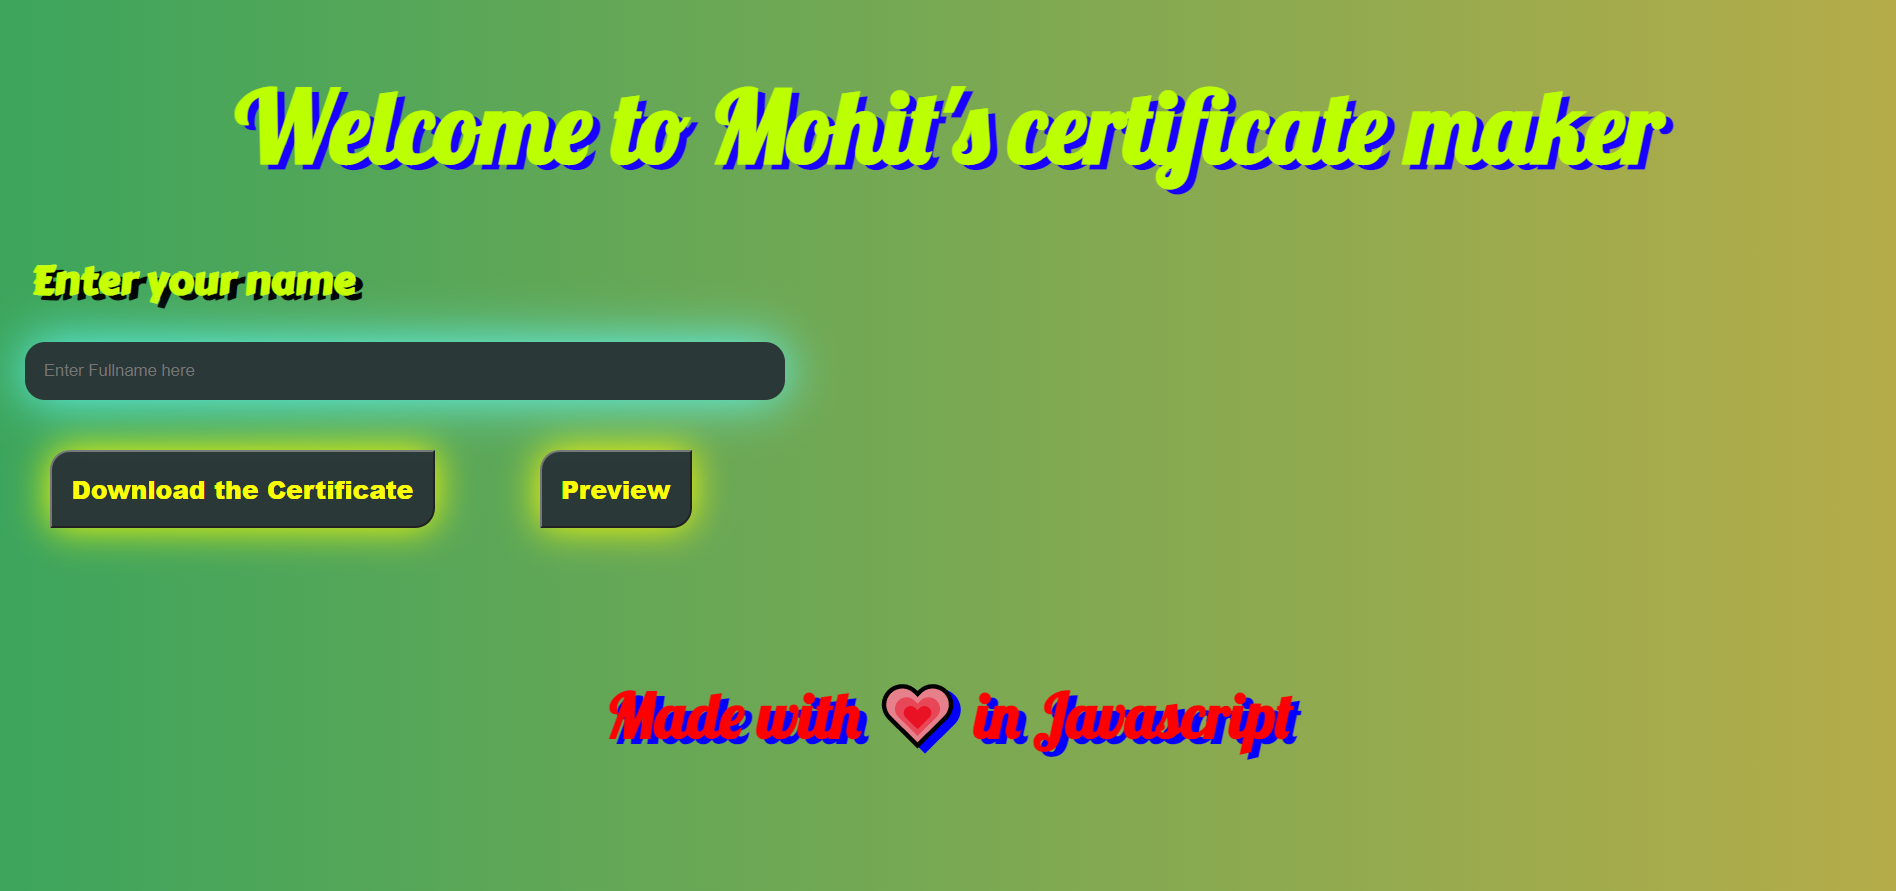 Welcome to Mohit's certificate maker
Enter your name
Enter Fullname here
Download the Certificate
Preview
Made with in Javascript